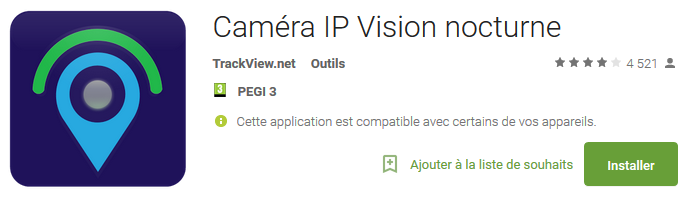 Caméra IP Vision nocturne
TrackView.net Outils 4 521
3 PEGI 3
Cette application est compatible avec certains de vos appareils.
Ajouter à la liste de souhaits Installer